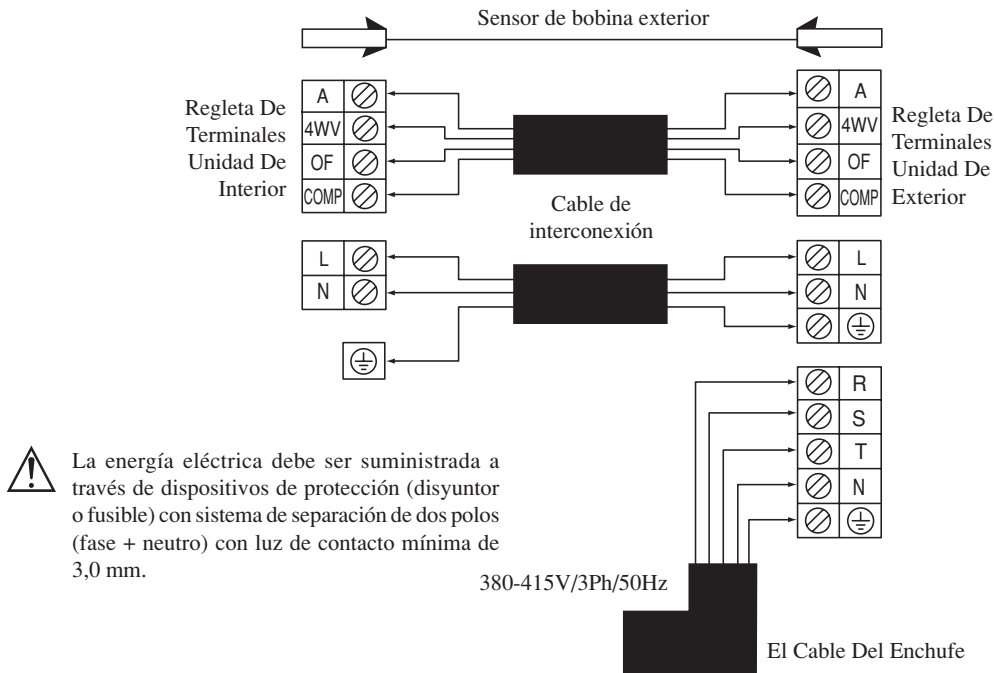 Sensor de bobina exterior
Regleta De
Terminales
Unidad De
Interior
A
4WV
OF
COMP
A
4WV
OF
COMP
Regleta De
Terminales
Unidad De
Exterior
Cable de
interconexión
L
N
L
N
R
S
T
N
La energía eléctrica debe ser suministrada a
través de dispositivos de protección (disyuntor
o fusible) con sistema de separación de dos polos
(fase + neutro) con luz de contacto mínima de
3,0 mm.
380-415V/3Ph/50Hz
El Cable Del Enchufe